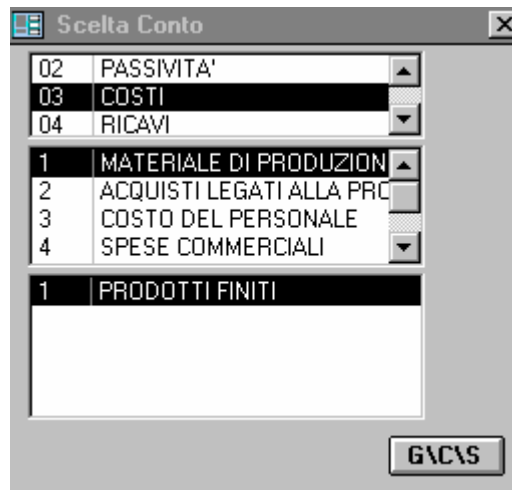 Scelta Conto
02 PASSIVITA'
03 COSTI
04 RICAVI
1 MATERIALE DI PRODUZION
2 ACQUISTI LEGATI ALLA PRO
3 COSTO DEL PERSONALE
4 SPESE COMMERCIALI
1 PRODOTTI FINITI
G\C\S